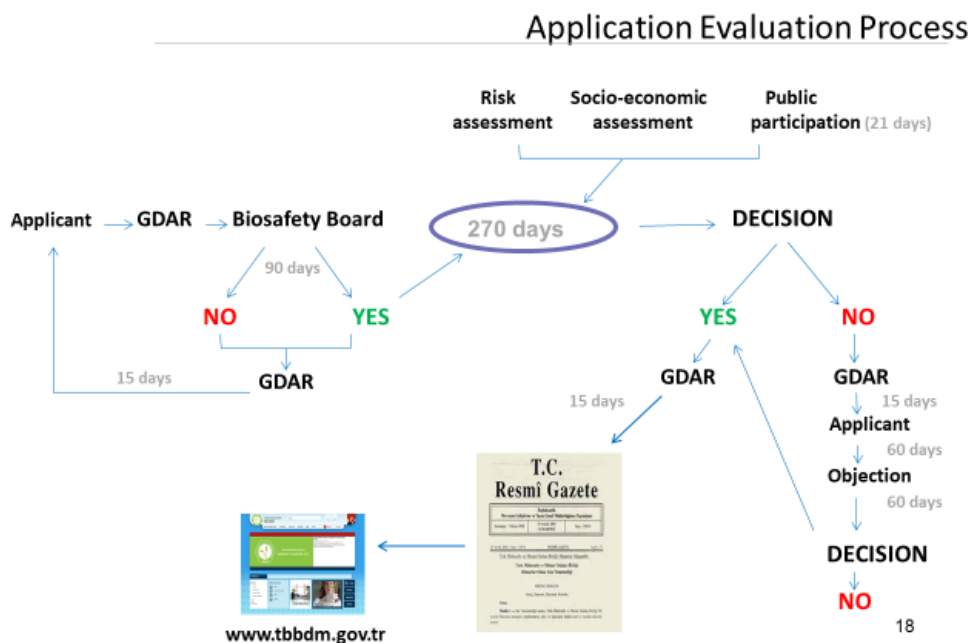 Application Evaluation Process
Risk
assessment
Socio-economic
assessment
Public
participation (21 days)
Applicant
GDAR
Biosafety Board
270 days
DECISION
90 days
NO
YES
GDAR
15 days
YES
NO
GDAR
15 days
GDAR
15 days
Applicant
60 days
Objection
60 days
DECISION
NO
T.C.
Resmî Gazete
www.tbbdm.gov.tr
18